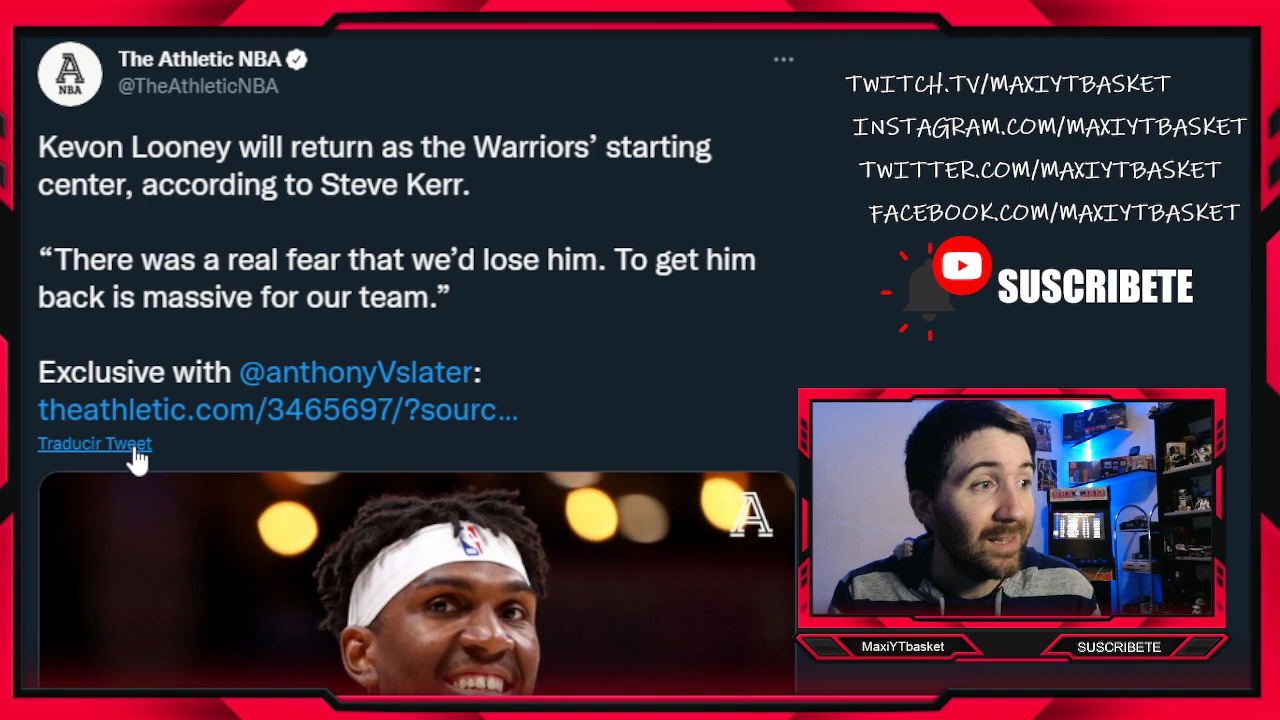 The Athletic NBA
@TheAthleticNBA
NBA
Kevon Looney will return as the Warriors’ starting
center, according to Steve Kerr.
“There was a real fear that we’d lose him. To get him
back is massive for our team.”
Exclusive with @anthonyVslater:
theathletic.com/3465697/?sourc...
Traducir Tweet
A
TWITCH.TV/MAXIYTBASKET
INSTAGRAM.COM/MAXIYTBASKET
TWITTER.COM/MAXIYTBASKET
FACEBOOK.COM/MAXIYTBASKET
SUSCRIBETE
NBA JAM
MaxiYTbasket
SUSCRIBETE